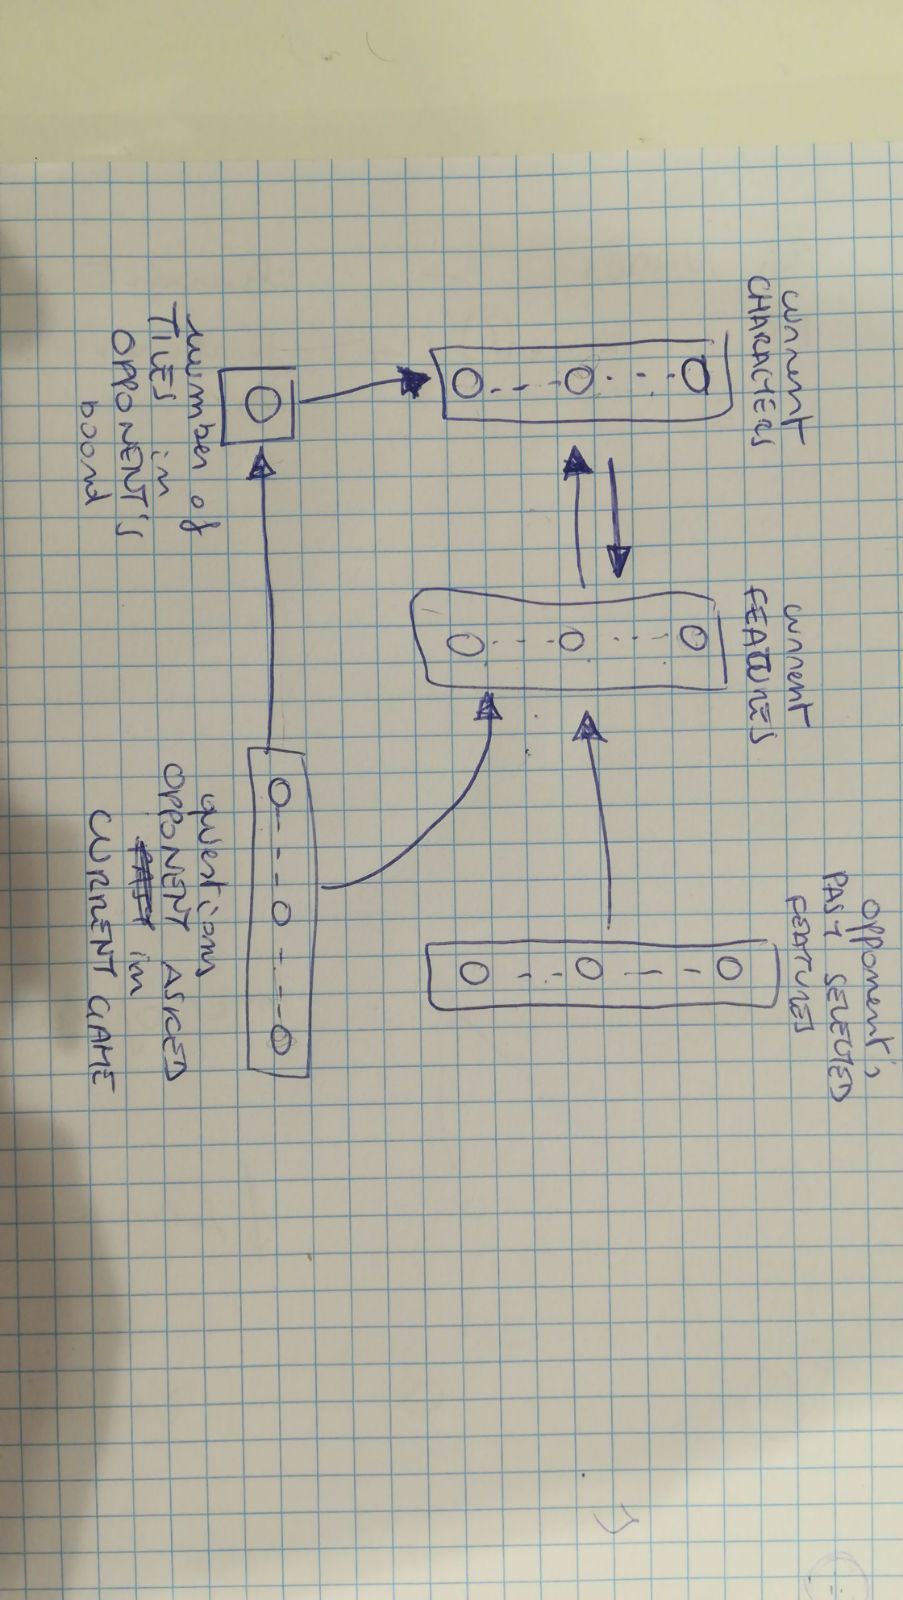 opponent's
PAST SELECTED
FEATURES
current
CHARACTERS
current
FEATURES
number of
TILES in
OPPONENT'S
board
questions
OPPONENT ASKED
PAST in
CURRENT GAME